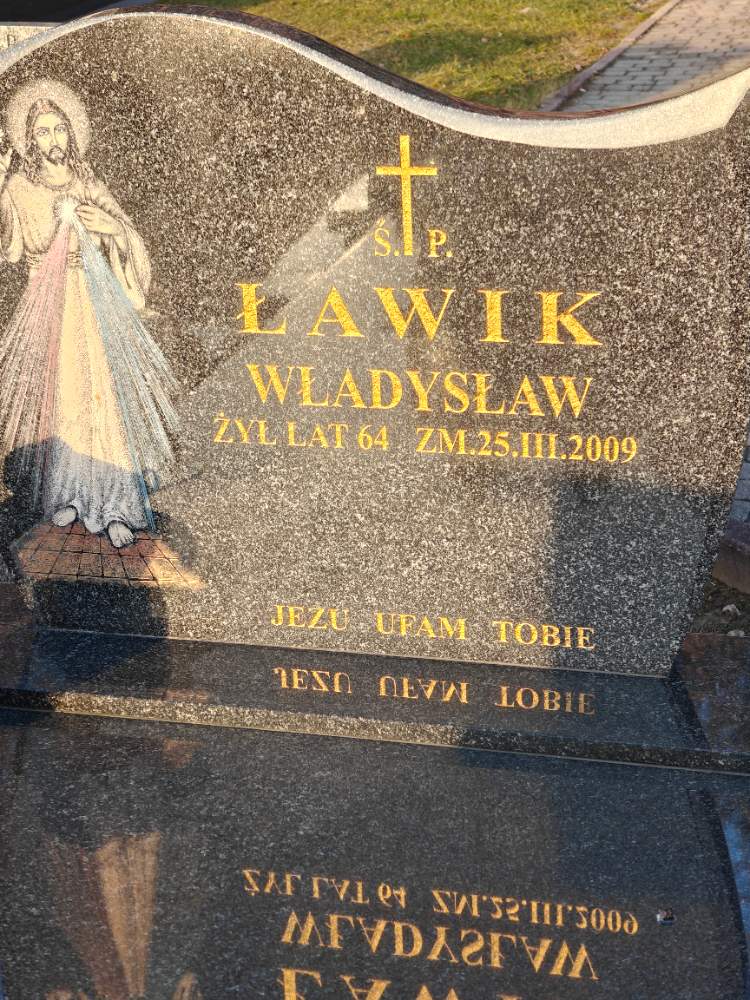 Ś. P.
ŁAWIK
WŁADYSŁAW
ŻYŁ LAT 64 ZM.25.III.2009
JEZU UFAM TOBIE